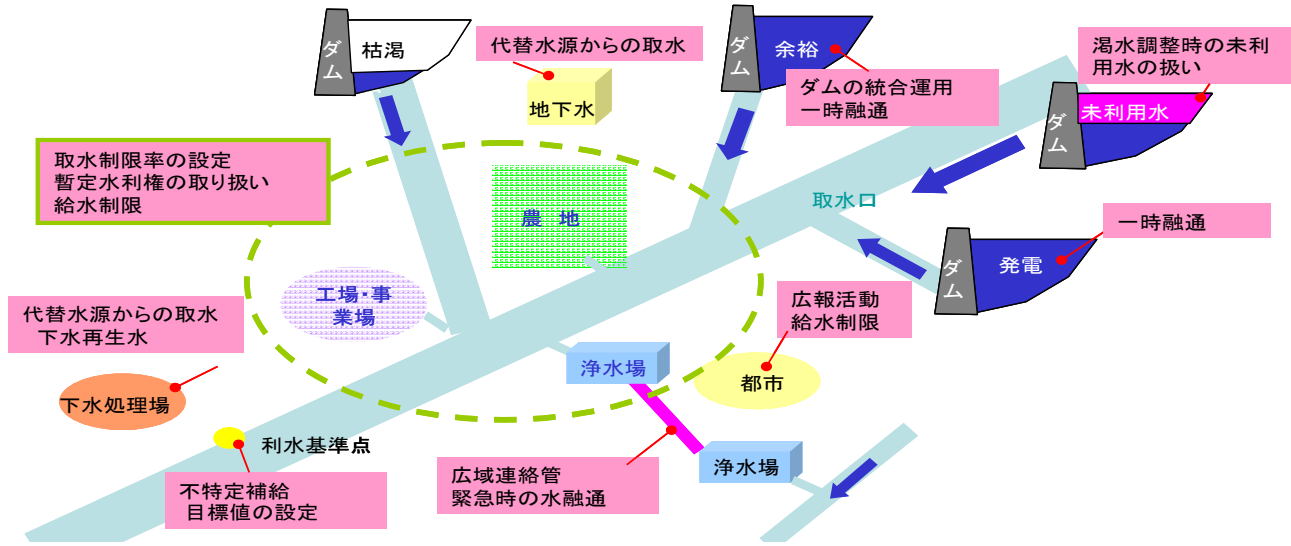 ダム
枯渇
代替水源からの取水
地下水
ダム
余裕
ダムの統合運用
一時融通
渇水調整時の未利
用水の扱い
ダム
未利用水
取水制限率の設定
暫定水利権の取り扱い
給水制限
農 地
取水口
一時融通
ダム
発電
工場・事
業場
代替水源からの取水
下水再生水
広報活動
給水制限
浄水場
都市
下水処理場
利水基準点
広域連絡管
緊急時の水融通
浄水場
不特定補給
目標値の設定